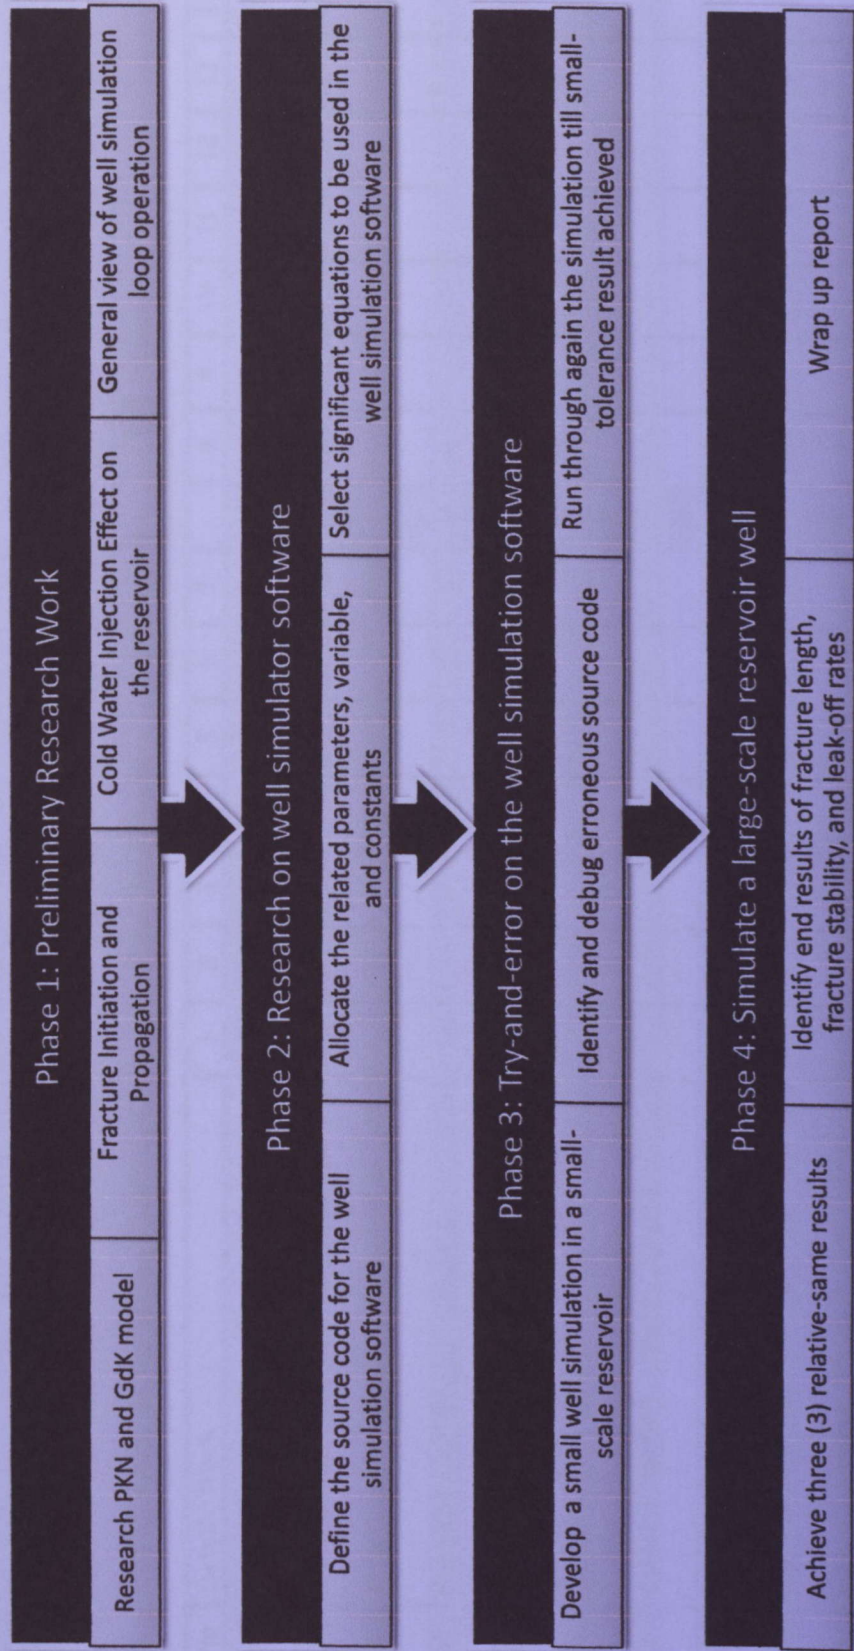 Phase 1: Preliminary Research Work
Research PKN and GdK model
Fracture Initiation and
Propagation
Cold Water Injection Effect on
the reservoir
General view of well simulation
loop operation
Phase 2: Research on well simulator software
Define the source code for the well
simulation software
Allocate the related parameters, variable,
and constants
Select significant equations to be used in the
well simulation software
Phase 3: Try-and-error on the well simulation software
Develop a small well simulation in a small-
scale reservoir
Identify and debug erroneous source code
Run through again the simulation till small-
tolerance result achieved
Phase 4: Simulate a large-scale reservoir well
Achieve three (3) relative-same results
Identify end results of fracture length,
fracture stability, and leak-off rates
Wrap up report